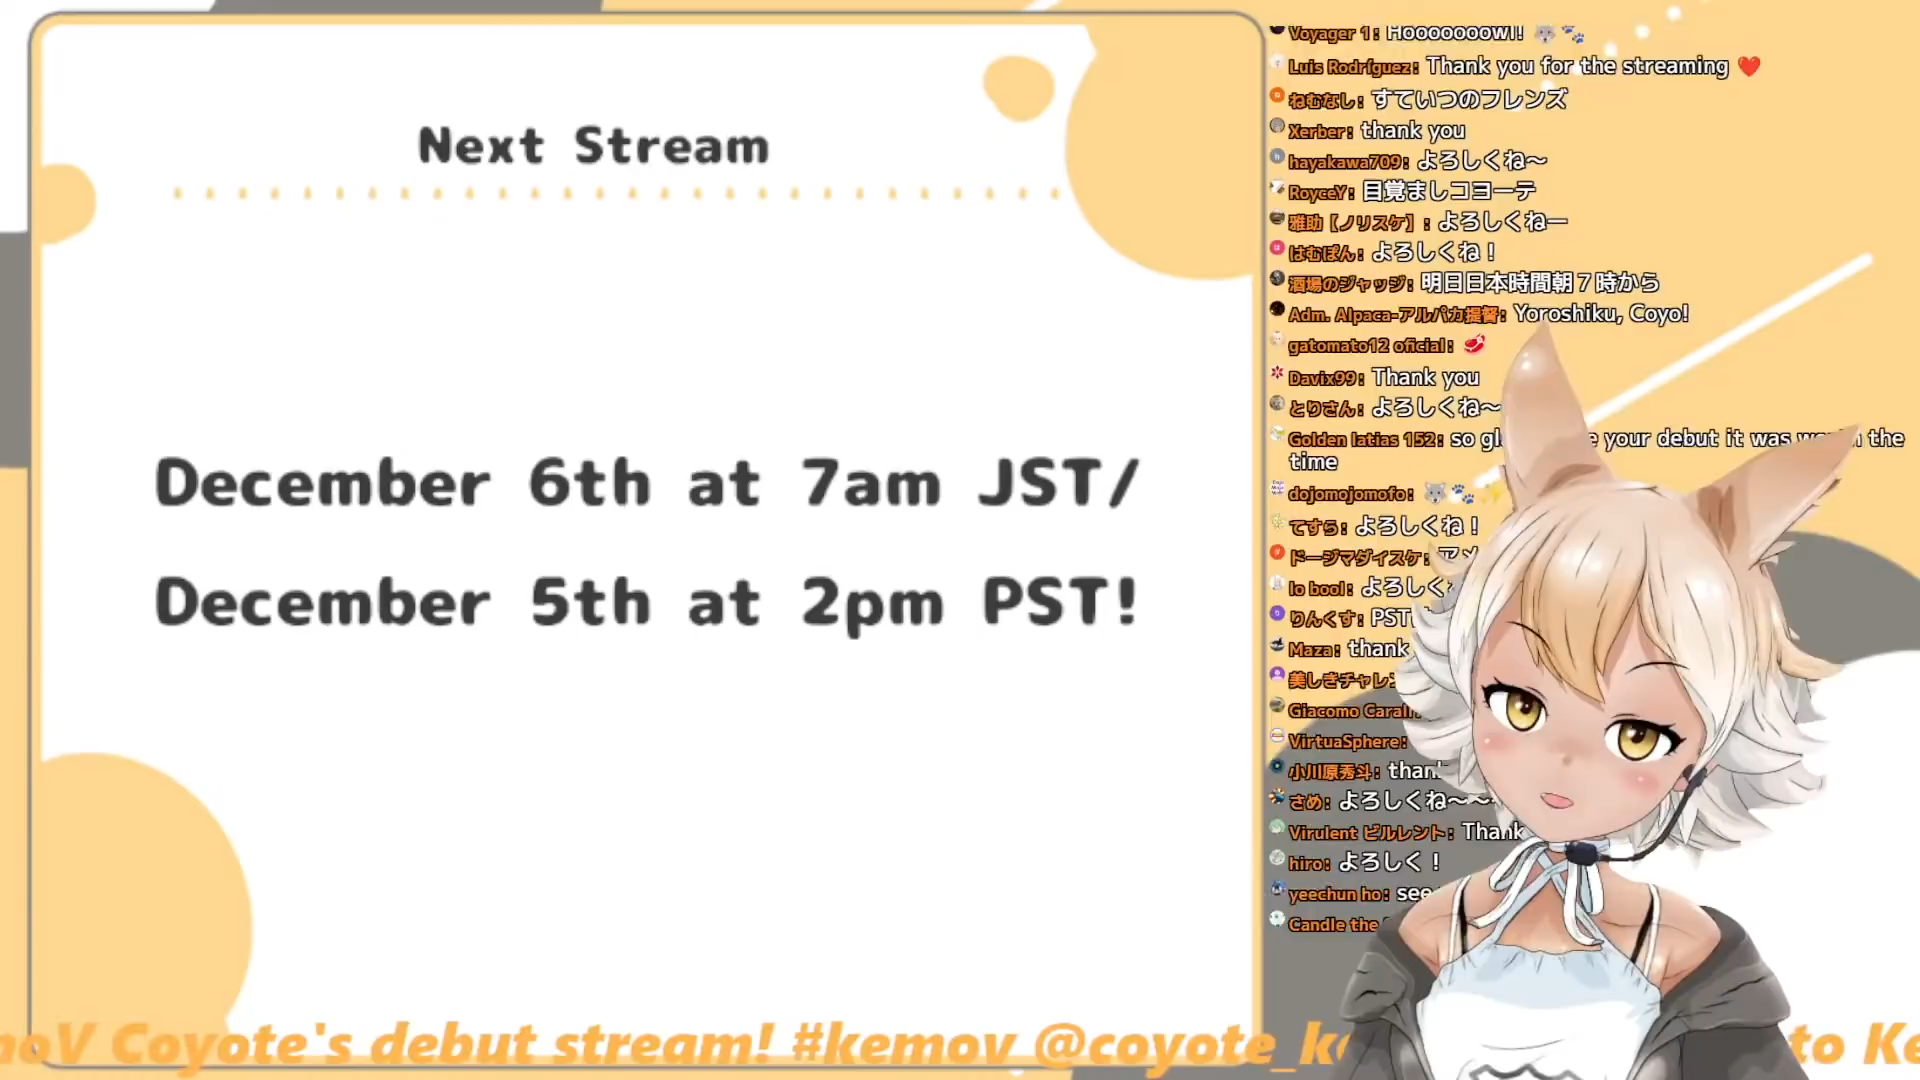 Next Stream
December 6th at 7am JST/
December 5th at 2pm PST!
Voyager 1: Hooooooowl! 🐺🐾
Luis Rodríguez: Thank you for the streaming ❤️
ねむなし: すていつのフレンズ
Xerber: thank you
hayakawa709: よろしくね～
RoyceY: 目覚ましコヨーテ
雅助【ノリスケ】: よろしくねー
はむぽん: よろしくね！
酒場のジャッジ: 明日日本時間朝７時から
Adm. Alpaca-アルパカ提督: Yoroshiku, Coyo!
gatomato12 oficial: 🥩
Davix99: Thank you
とりさん: よろしくね～
Golden latias 152: so your debut it was the
time
dojomojomofo: 🐺🐾✨
てすら: よろしくね！
ドージマダイスケ: アメ
lo bool: よろしく
りんくす: PST
Maza: thank
美しきチャレ
Giacomo
VirtuaSphere:
小川原秀斗: than
さめ: よろしくね～～
Virulent ビルレント: Thank
hiro: よろしく！
yeechun ho: see
Candle the
moV Coyote's debut stream! #kemov @coyote_k to Ke